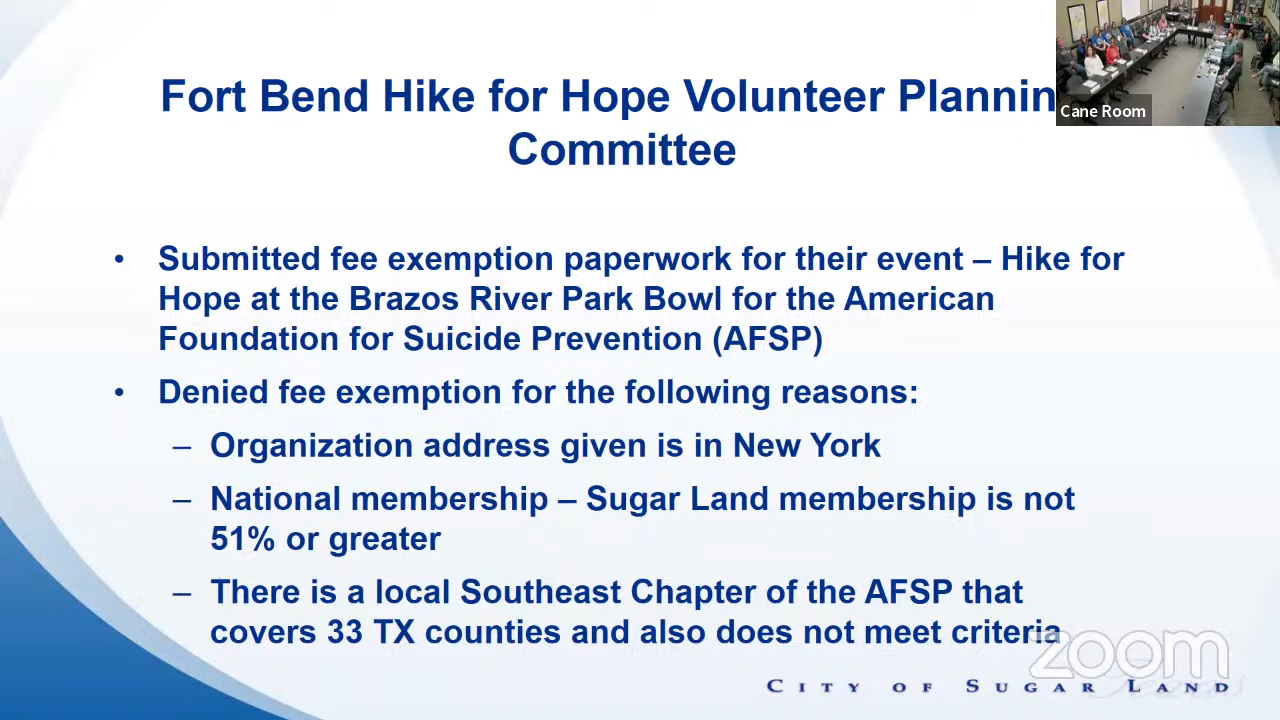 Fort Bend Hike for Hope Volunteer Plannin
Committee
Cane Room
• Submitted fee exemption paperwork for their event – Hike for
Hope at the Brazos River Park Bowl for the American
Foundation for Suicide Prevention (AFSP)
• Denied fee exemption for the following reasons:
– Organization address given is in New York
– National membership – Sugar Land membership is not
51% or greater
– There is a local Southeast Chapter of the AFSP that
covers 33 TX counties and also does not meet criteria
zoom
CITY OF SUGAR LAND